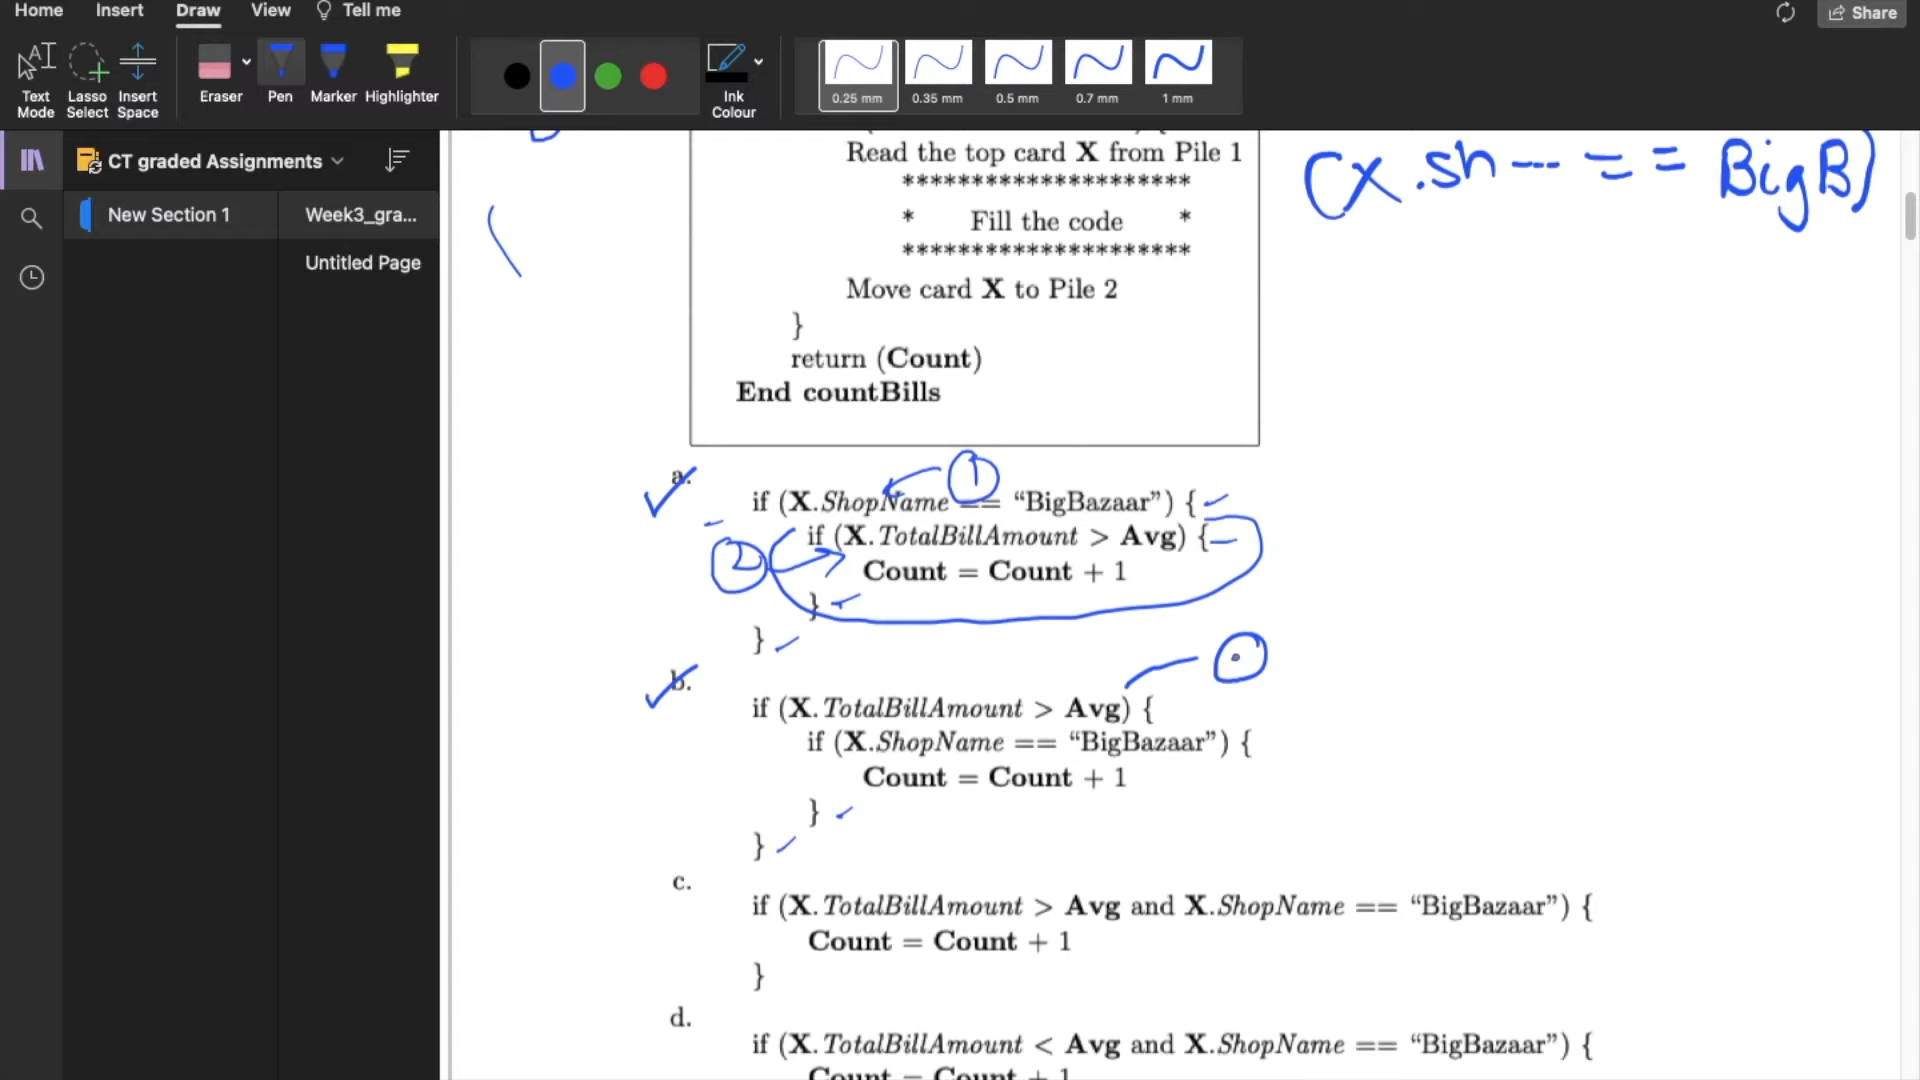 Home Insert Draw View Tell me Share
Text Mode Lasso Select Insert Space Eraser Pen Marker Highlighter Ink Colour 0.25 mm 0.35 mm 0.5 mm 0.7 mm 1 mm
CT graded Assignments
New Section 1 Week3_gra...
Untitled Page
Read the top card X from Pile 1
*********************
* Fill the code *
*********************
Move card X to Pile 2
}
return (Count)
End countBills
(X.sh --- == BigB)
a.
1
if (X.ShopName == “BigBazaar”) {
if (X.TotalBillAmount > Avg) {
2
Count = Count + 1
}
}
b.
if (X.TotalBillAmount > Avg) {
if (X.ShopName == “BigBazaar”) {
Count = Count + 1
}
}
c.
if (X.TotalBillAmount > Avg and X.ShopName == “BigBazaar”) {
Count = Count + 1
}
d.
if (X.TotalBillAmount < Avg and X.ShopName == “BigBazaar”) {
Count = Count + 1